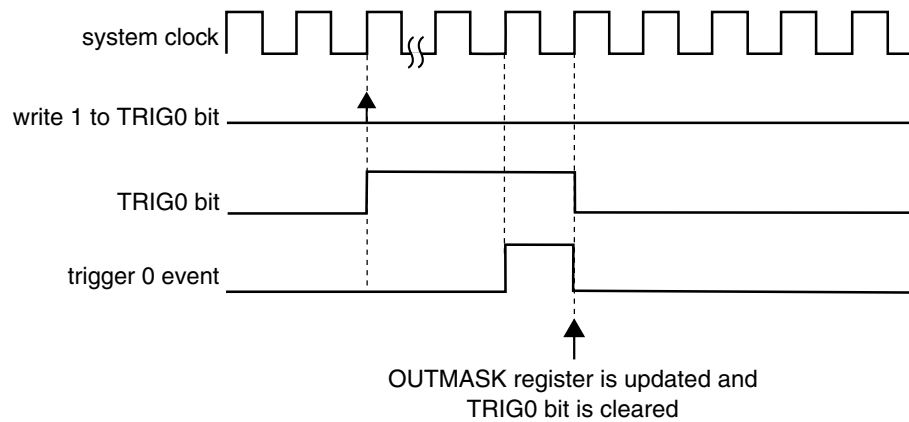 system clock
write 1 to TRIG0 bit
TRIG0 bit
trigger 0 event
OUTMASK register is updated and
TRIG0 bit is cleared